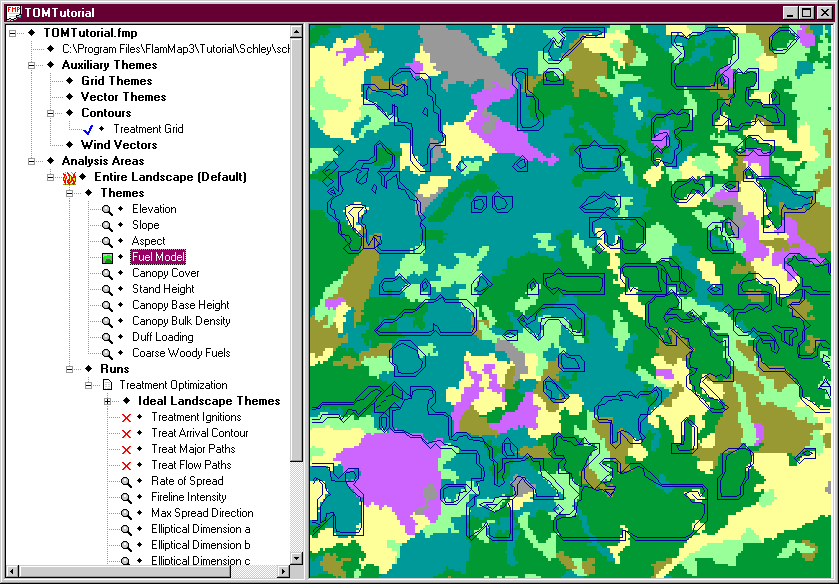 TOMTutorial
TOMTutorial.fmp
C:\Program Files\FlamMap3\Tutorial\Schley\sch
Auxiliary Themes
Grid Themes
Vector Themes
Contours
Treatment Grid
Wind Vectors
Analysis Areas
Entire Landscape (Default)
Themes
Elevation
Slope
Aspect
Fuel Model
Canopy Cover
Stand Height
Canopy Base Height
Canopy Bulk Density
Duff Loading
Coarse Woody Fuels
Runs
Treatment Optimization
Ideal Landscape Themes
Treatment Ignitions
Treat Arrival Contour
Treat Major Paths
Treat Flow Paths
Rate of Spread
Fireline Intensity
Max Spread Direction
Elliptical Dimension a
Elliptical Dimension b
Elliptical Dimension c